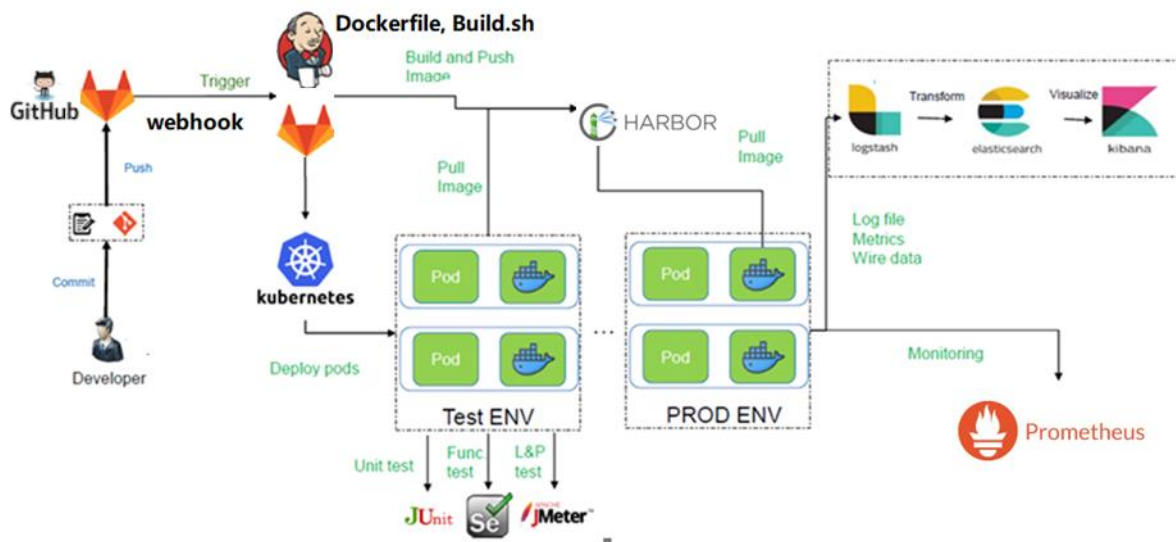 Dockerfile, Build.sh
Build and Push
Image
Trigger
GitHub
webhook
HARBOR
Push
Pull
Image
Pull
Image
Transform
Visualize
logstash
elasticsearch
kibana
Log file
Metrics
Wire data
Commit
kubernetes
Pod
Pod
Pod
Pod
...
Developer
Deploy pods
Monitoring
Test ENV
PROD ENV
Prometheus
Unit test
Func.
test
L&P
test
JUnit
Se
APACHE
JMeter™